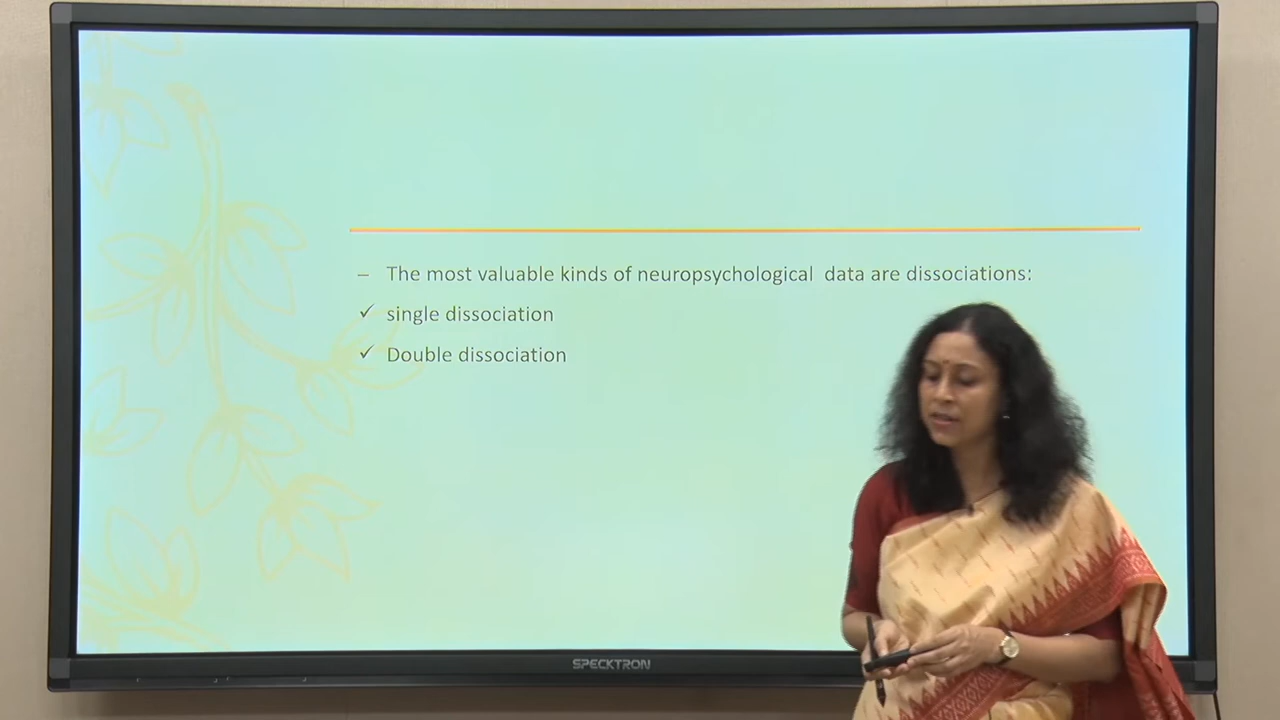 – The most valuable kinds of neuropsychological  data are dissociations:
✓ single dissociation
✓ Double dissociation
SPECKTRON